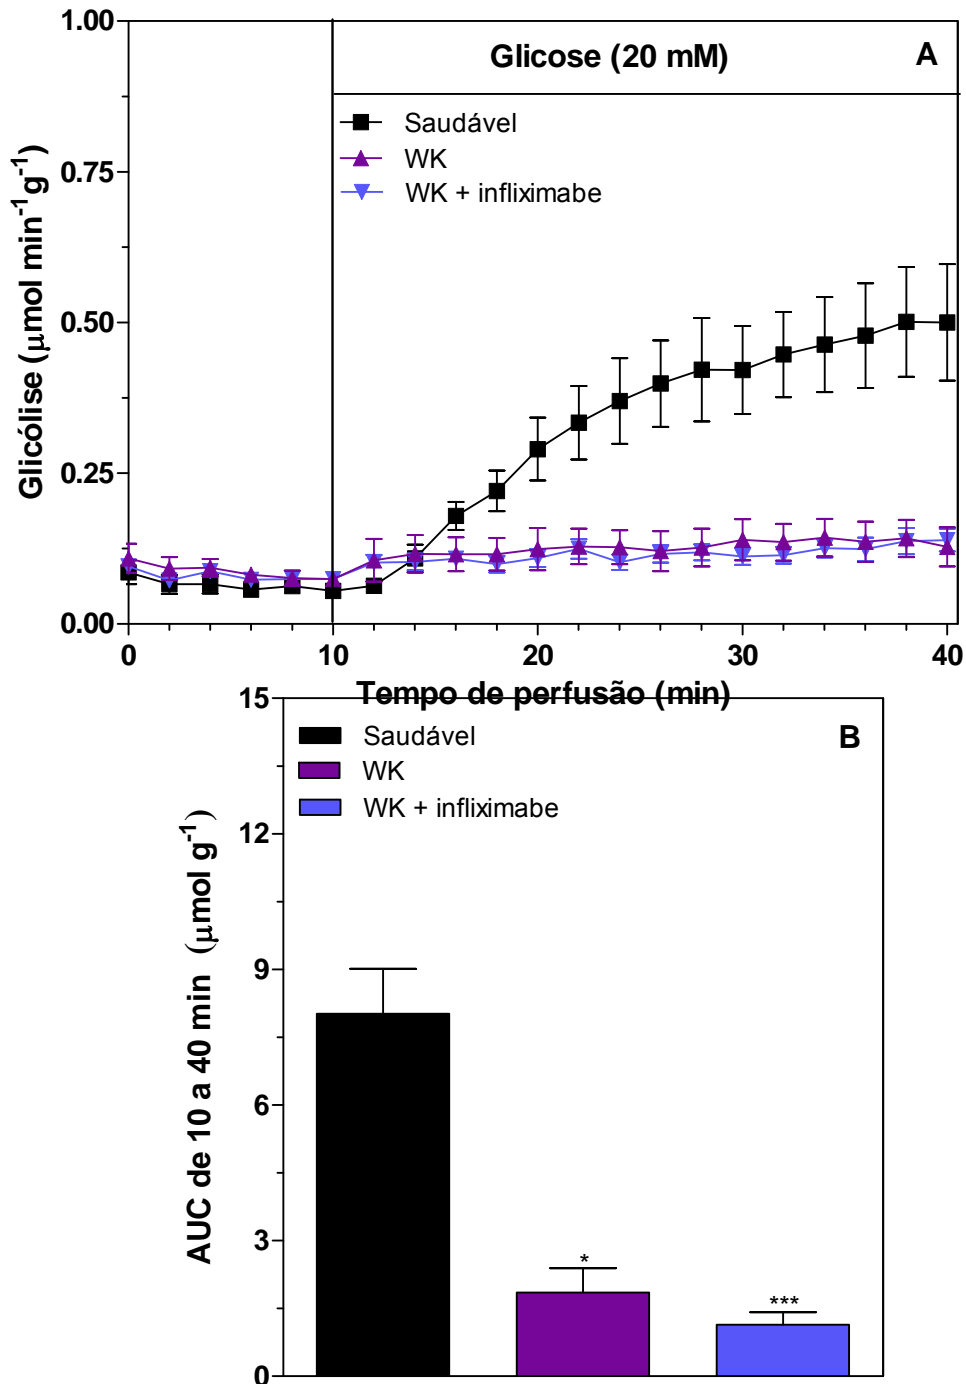 1.00
Glicose (20 mM)
A
Saudável
WK
WK + infliximabe
0.75
0.50
0.25
0.00
Glicólise (μmol min⁻¹g⁻¹)
0 10 20 30 40
Tempo de perfusão (min)
15
B
Saudável
WK
WK + infliximabe
12
9
6
3
0
AUC de 10 a 40 min (μmol g⁻¹)
*
***